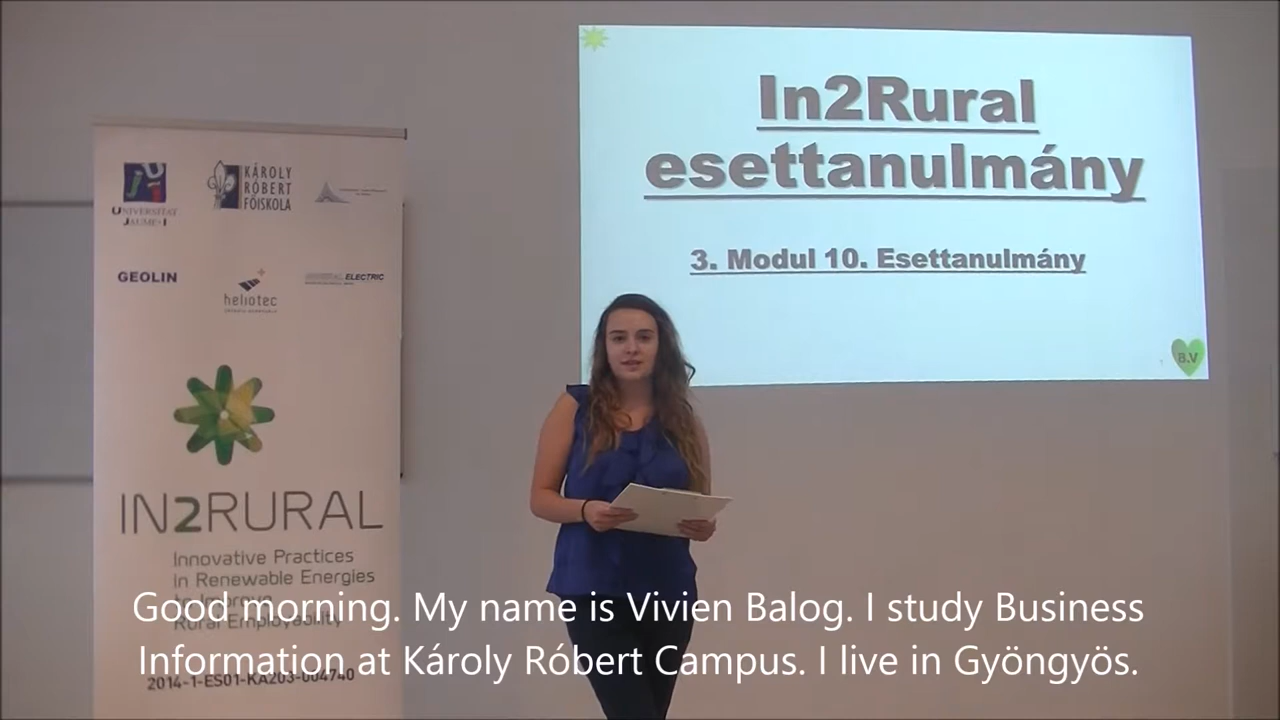 In2Rural
esettanulmány
3. Modul 10. Esettanulmány
B.V
UNIVERSITAT
JAUME·I
KÁROLY
RÓBERT
FŐISKOLA
GEOLIN
heliotec
ELECTRIC
IN2RURAL
Innovative Practices
in Renewable Energies
to Improve
Rural Employability
2014-1-ES01-KA203-004740
Good morning. My name is Vivien Balog. I study Business
Information at Károly Róbert Campus. I live in Gyöngyös.